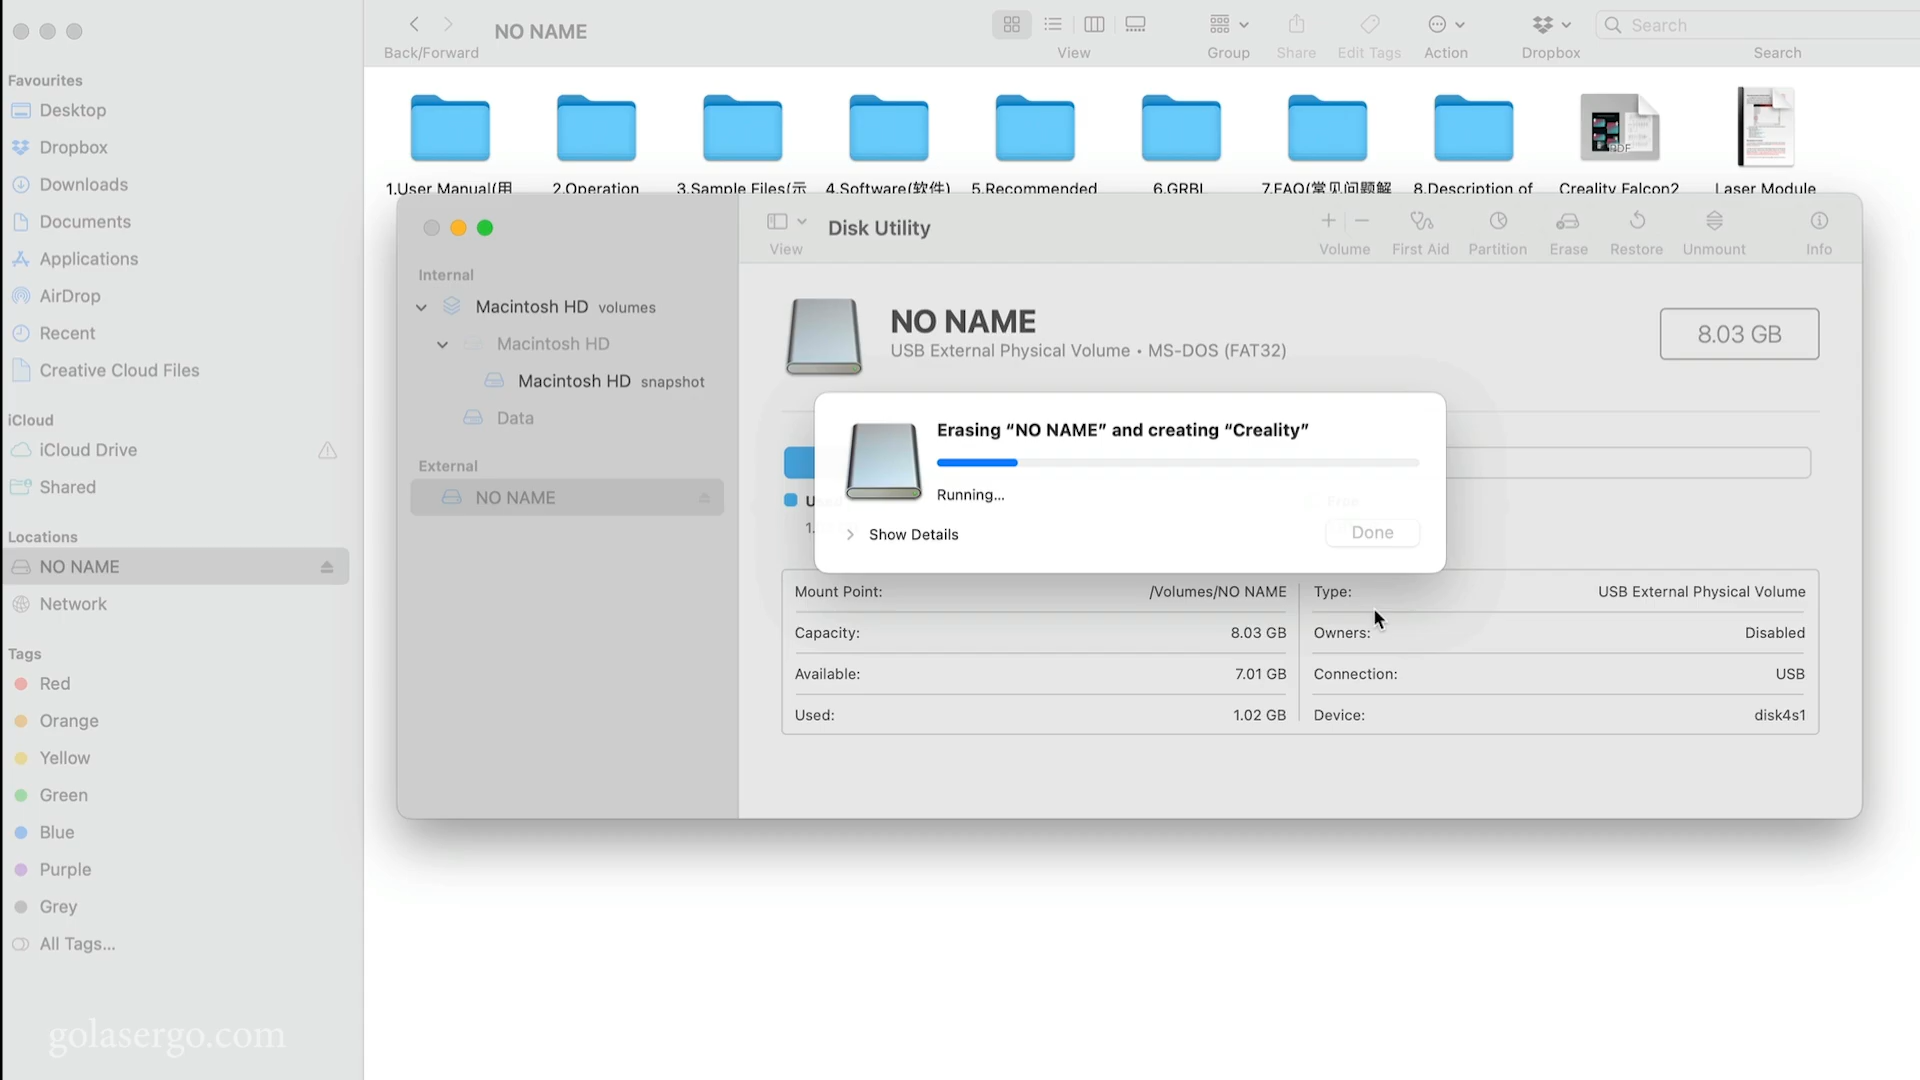 NO NAME
Back/Forward
View
Group
Share
Edit Tags
Action
Dropbox
Search
Search
Favourites
Desktop
Dropbox
Downloads
Documents
Applications
AirDrop
Recent
Creative Cloud Files
iCloud
iCloud Drive
Shared
Locations
NO NAME
Network
Tags
Red
Orange
Yellow
Green
Blue
Purple
Grey
All Tags...
golasergo.com
1.User Manual(用
2.Operation
3.Sample Files(示
4.Software(软件)
5.Recommended
6.GRBL
7.FAQ(常见问题解
8.Description of
PDF
Creality Falcon2
Laser Module
View
Disk Utility
Volume
First Aid
Partition
Erase
Restore
Unmount
Info
Internal
Macintosh HD volumes
Macintosh HD
Macintosh HD snapshot
Data
External
NO NAME
NO NAME
USB External Physical Volume • MS-DOS (FAT32)
8.03 GB
Erasing “NO NAME” and creating “Creality”
Running...
Show Details
Done
Free
Mount Point: /Volumes/NO NAME
Capacity: 8.03 GB
Available: 7.01 GB
Used: 1.02 GB
Type: USB External Physical Volume
Owners: Disabled
Connection: USB
Device: disk4s1